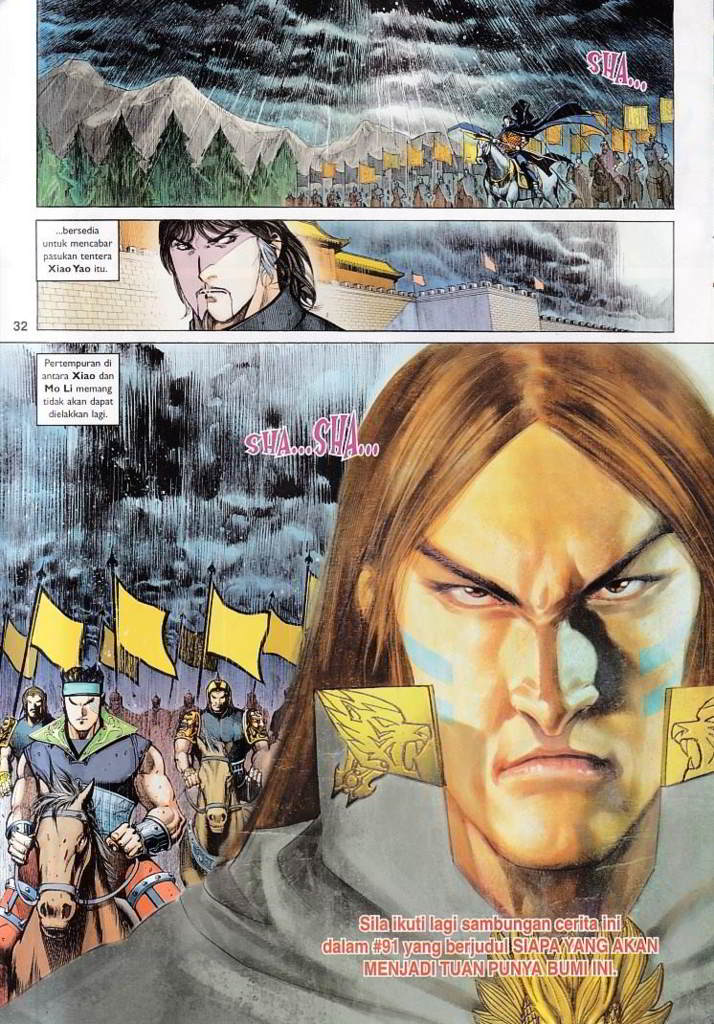 SHA...
...bersedia
untuk mencabar
pasukan tentera
Xiao Yao itu.
32
Pertempuran di
antara Xiao dan
Mo Li memang
tidak akan dapat
dielakkan lagi.
SHA...SHA...
Sila ikuti lagi sambungan cerita ini
dalam #91 yang berjudul SIAPA YANG AKAN
MENJADI TUAN PUNYA BUMI INI.